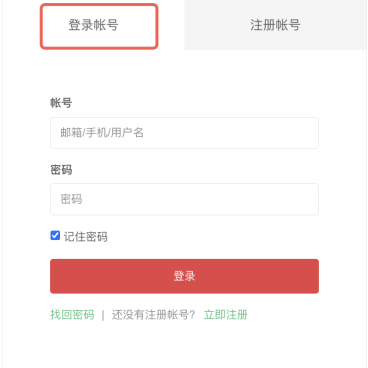 登录帐号 注册帐号
帐号
邮箱/手机/用户名
密码
密码
记住密码
登录
找回密码 | 还没有注册帐号？ 立即注册